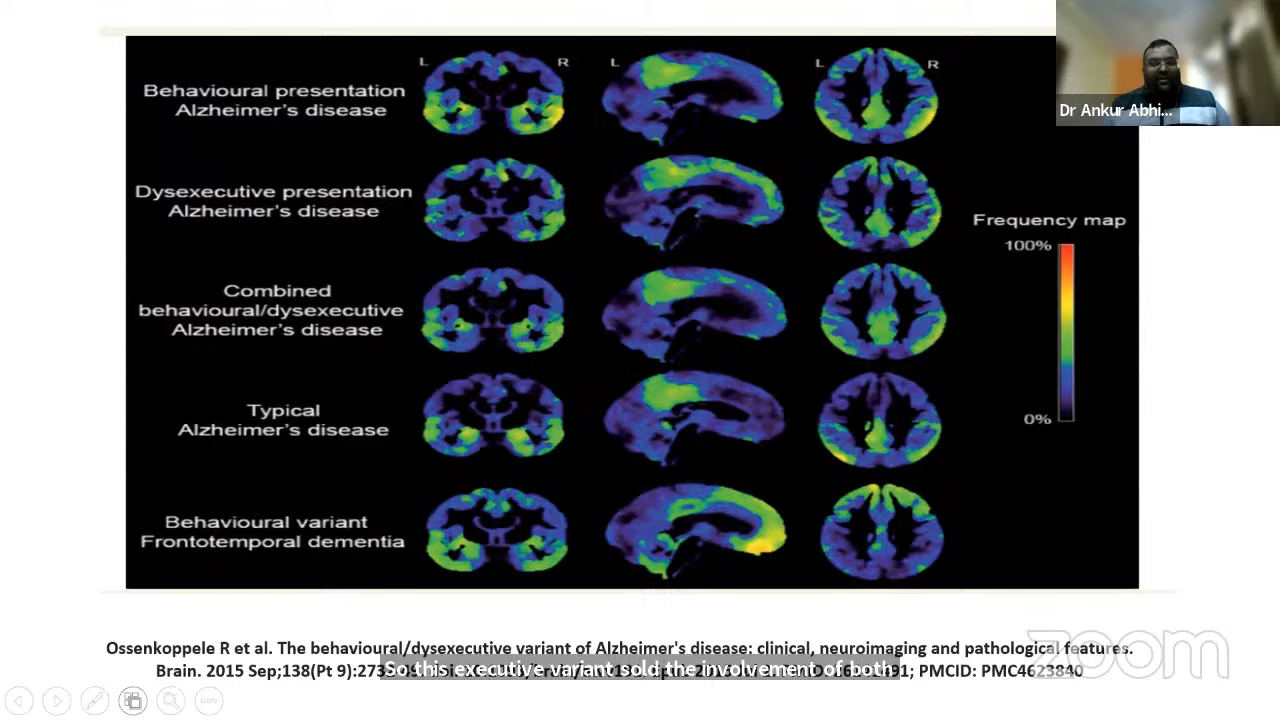 Behavioural presentation
Alzheimer's disease
L
R
L
L
R
Dr Ankur Abhi...
Dysexecutive presentation
Alzheimer's disease
Frequency map
100%
0%
Combined
behavioural/dysexecutive
Alzheimer's disease
Typical
Alzheimer's disease
Behavioural variant
Frontotemporal dementia
Ossenkoppele R et al. The behavioural/dysexecutive variant of Alzheimer's disease: clinical, neuroimaging and pathological features.
Brain. 2015 Sep;138(Pt 9):273 PMCID: PMC4623840
So this executive variant sold the involvement of both
zoom